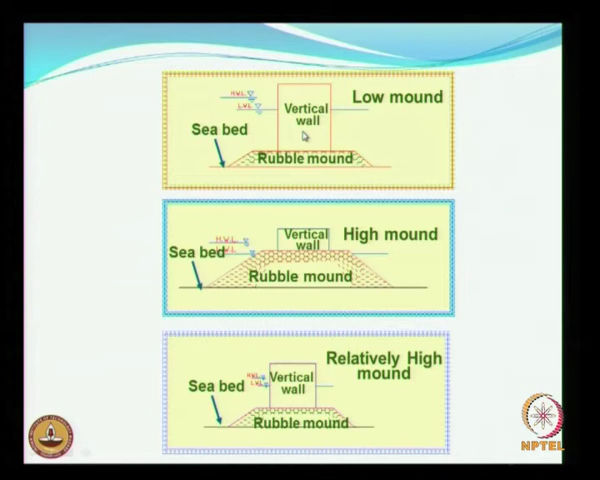 H.W.L.
L.W.L.
Vertical
wall
Low mound
Sea bed
Rubble mound
H.W.L.
Vertical
wall
High mound
Sea bed
Rubble mound
Relatively High
mound
H.W.L.
L.W.L.
Vertical
wall
Sea bed
Rubble mound
NPTEL